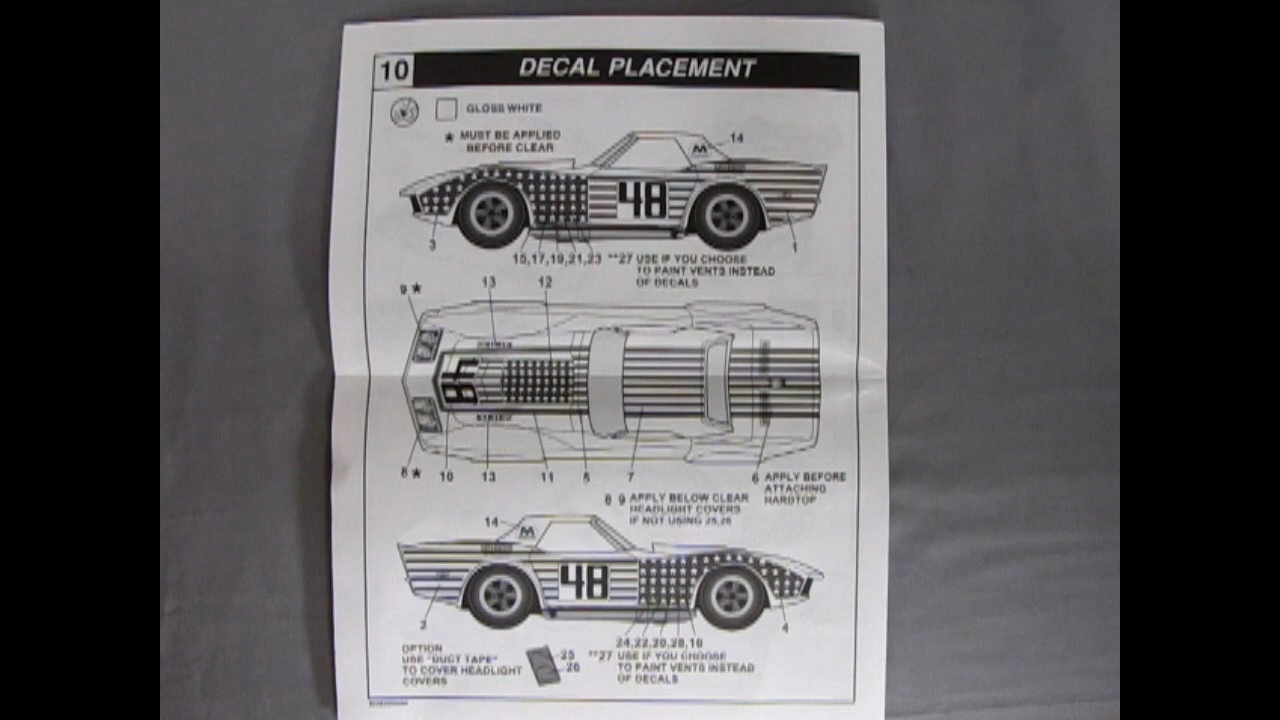 10 DECAL PLACEMENT
GLOSS WHITE
★ MUST BE APPLIED
BEFORE CLEAR
14
M
48
3
1
15,17,19,21,23
**27 USE IF YOU CHOOSE
TO PAINT VENTS INSTEAD
OF DECALS
9★
13
12
48
8★
10
13
11
5
7
6 APPLY BEFORE
ATTACHING
HARDTOP
8 9 APPLY BELOW CLEAR
HEADLIGHT COVERS
IF NOT USING 25,26
14
M
48
2
4
24,22,20,28,16
**27 USE IF YOU CHOOSE
TO PAINT VENTS INSTEAD
OF DECALS
OPTION
USE "DUCT TAPE"
TO COVER HEADLIGHT
COVERS
25
26